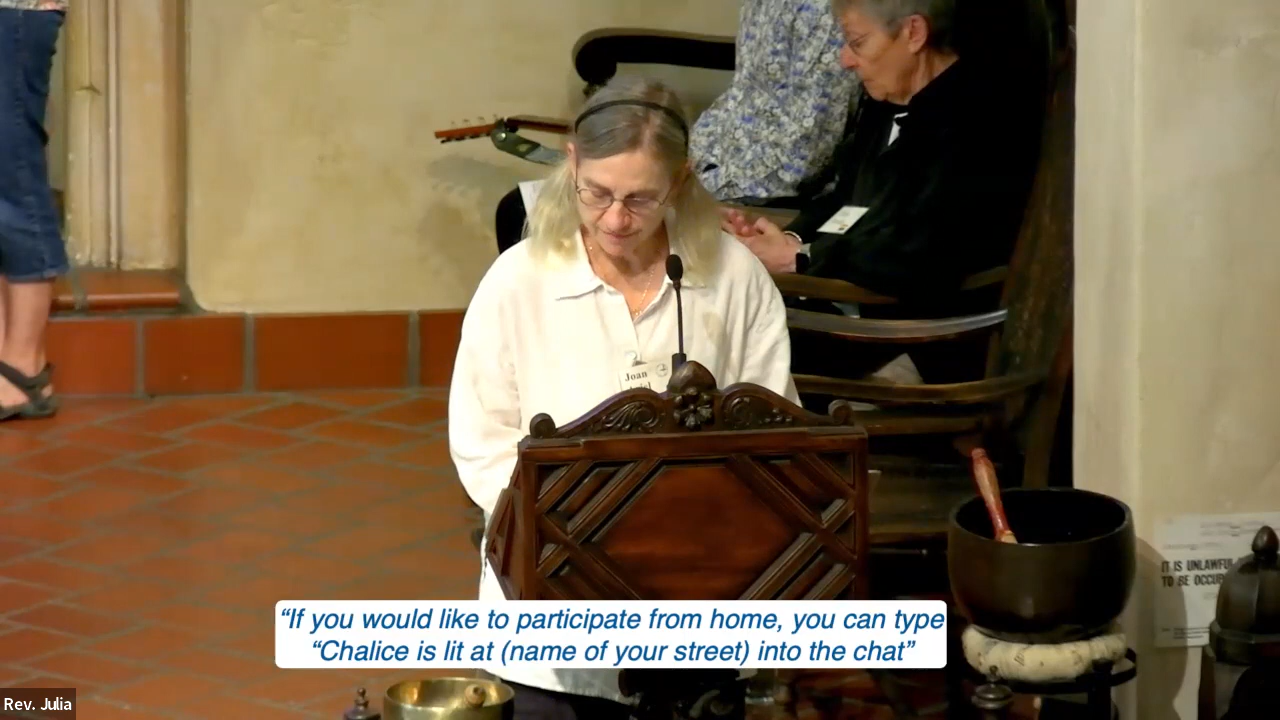 Joan
“If you would like to participate from home, you can type
“Chalice is lit at (name of your street) into the chat”
IT IS UNLAWFUL
TO BE
Rev. Julia